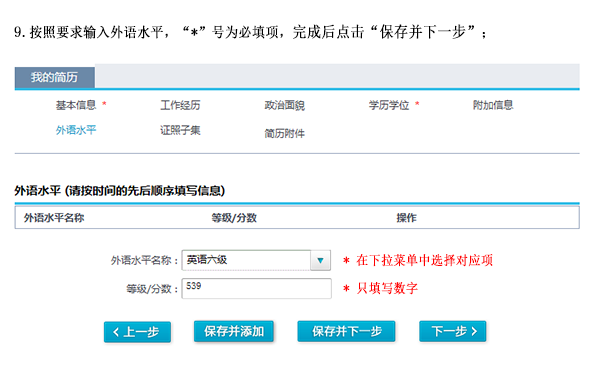 9.按照要求输入外语水平，“*”号为必填项，完成后点击“保存并下一步”；
我的简历
基本信息 * 工作经历 政治面貌 学历学位 * 附加信息
外语水平 证照子集 简历附件
外语水平 (请按时间的先后顺序填写信息)
外语水平名称 等级/分数 操作
外语水平名称： 英语六级 ▼ * 在下拉菜单中选择对应项
等级/分数： 539 * 只填写数字
< 上一步 保存并添加 保存并下一步 下一步 >